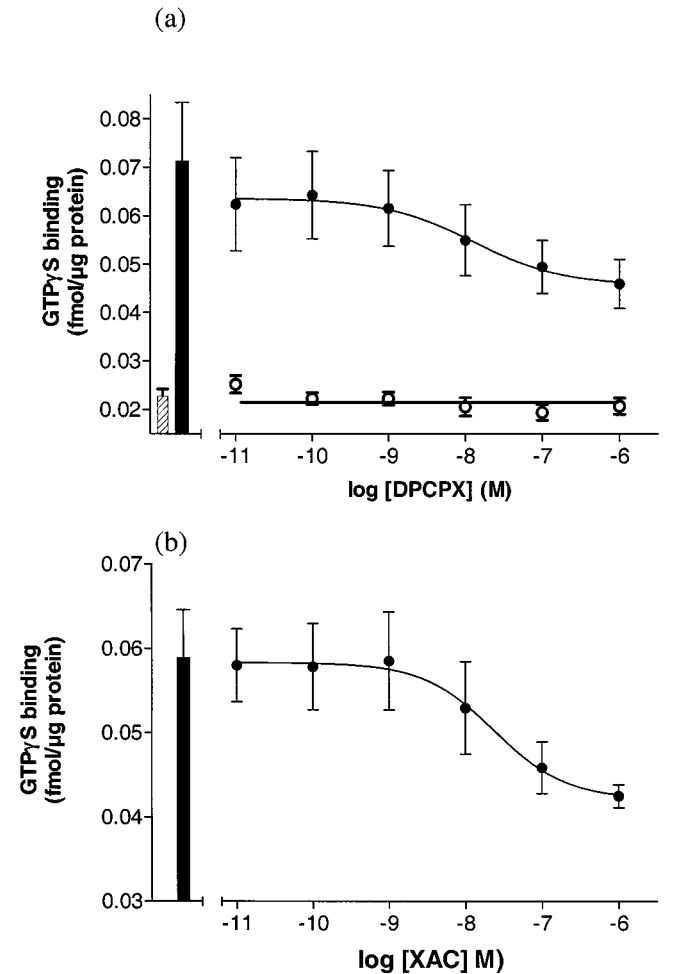 (a)
GTPγS binding
(fmol/μg protein)
0.08
0.07
0.06
0.05
0.04
0.03
0.02
-11 -10 -9 -8 -7 -6
log [DPCPX] (M)
(b)
GTPγS binding
(fmol/μg protein)
0.07
0.06
0.05
0.04
0.03
-11 -10 -9 -8 -7 -6
log [XAC] M)